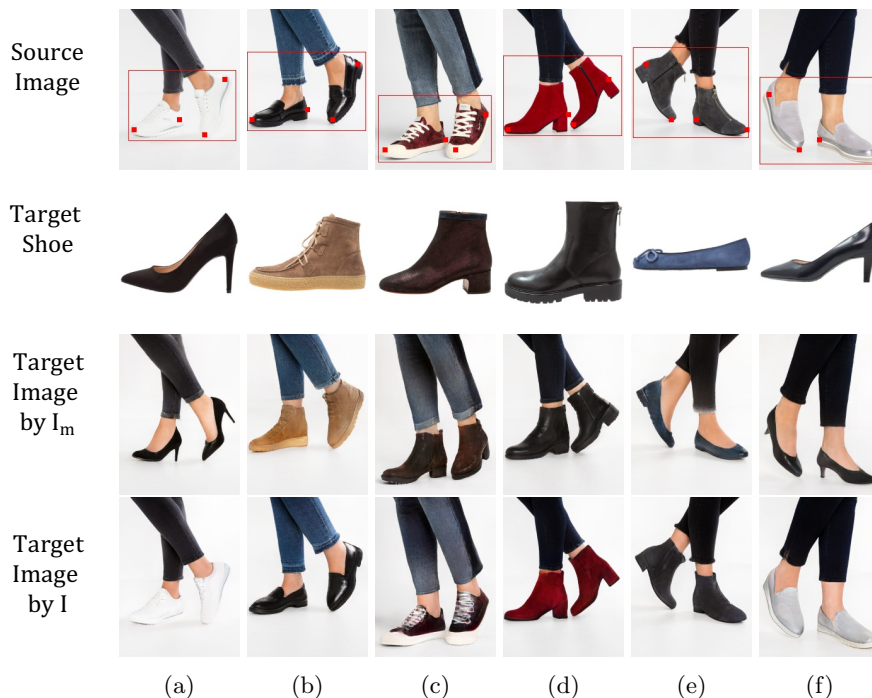 Source
Image
Target
Shoe
Target
Image
by Iₘ
Target
Image
by I
(a) (b) (c) (d) (e) (f)